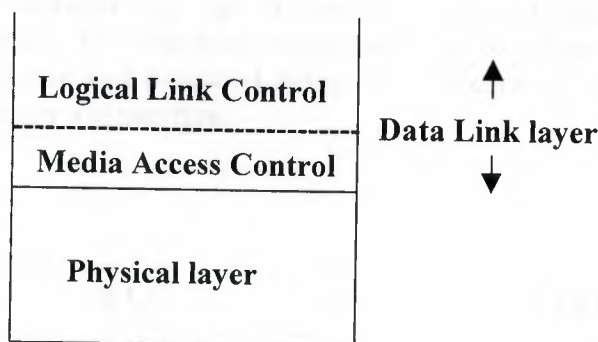 Logical Link Control
Data Link layer
Media Access Control
Physical layer